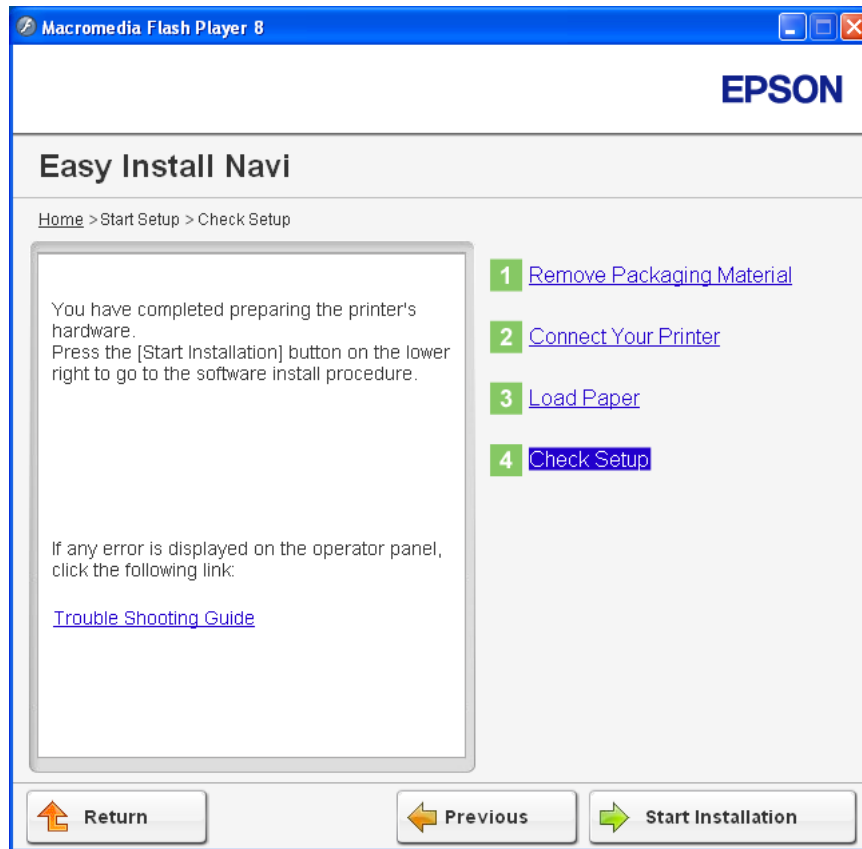 Macromedia Flash Player 8
EPSON
Easy Install Navi
Home > Start Setup > Check Setup
You have completed preparing the printer's
hardware.
Press the [Start Installation] button on the lower
right to go to the software install procedure.
If any error is displayed on the operator panel,
click the following link:
Trouble Shooting Guide
1 Remove Packaging Material
2 Connect Your Printer
3 Load Paper
4 Check Setup
Return
Previous
Start Installation